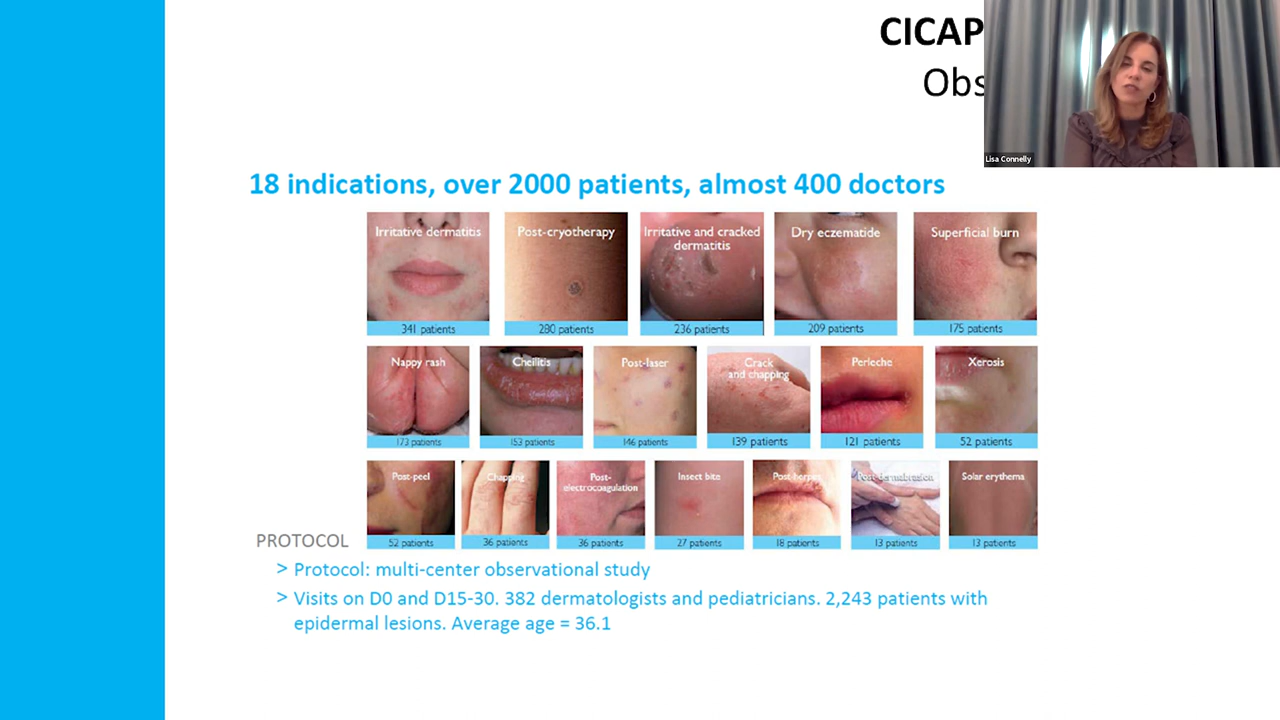 CICAP
Obs
Lisa Connelly
18 indications, over 2000 patients, almost 400 doctors
Irritative dermatitis
341 patients
Post-cryotherapy
280 patients
Irritative and cracked
dermatitis
236 patients
Dry eczematide
209 patients
Superficial burn
175 patients
Nappy rash
173 patients
Cheilitis
153 patients
Post-laser
146 patients
Crack
and chapping
139 patients
Perleche
121 patients
Xerosis
52 patients
Post-peel
52 patients
Chapping
36 patients
Post-
electrocoagulation
36 patients
Insect bite
27 patients
Post-herpes
18 patients
Post-dermabrasion
13 patients
Solar erythema
13 patients
PROTOCOL
> Protocol: multi-center observational study
> Visits on D0 and D15-30. 382 dermatologists and pediatricians. 2,243 patients with
epidermal lesions. Average age = 36.1